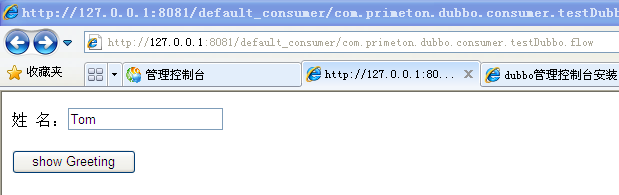 http://127.0.0.1:8081/default_consumer/com.primeton.dubbo.consumer.testDubb
http://127.0.0.1:8081/default_consumer/com.primeton.dubbo.consumer.testDubbo.flow
收藏夹 管理控制台 http://127.0.0.1:80... dubbo管理控制台安装
姓 名： Tom
show Greeting